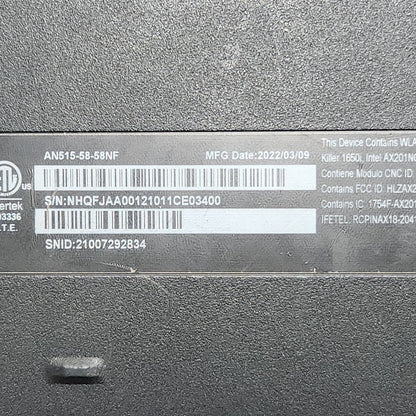 AN515-58-58NF
MFG Date:2022/03/09
S/N:NHQFJAA00121011CE03400
SNID:21007292834
us
ertek
03336
.T.E.
This Device Contains WLA
Killer 1650i, Intel AX201NG
Contiene Modulo CNC ID
Contains FCC ID: HLZAX2
Contains IC: 1754F-AX201
IFETEL: RCPINAX18-2041